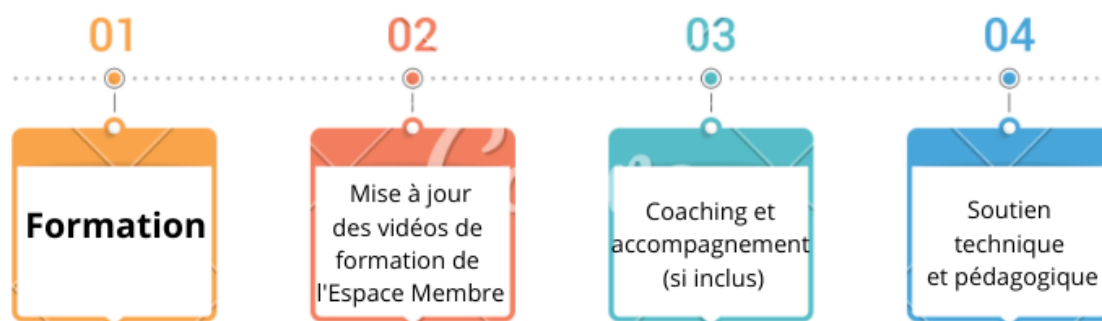 01
02
03
04
Formation
Mise à jour
des vidéos de
formation de
l'Espace Membre
Coaching et
accompagnement
(si inclus)
Soutien
technique
et pédagogique